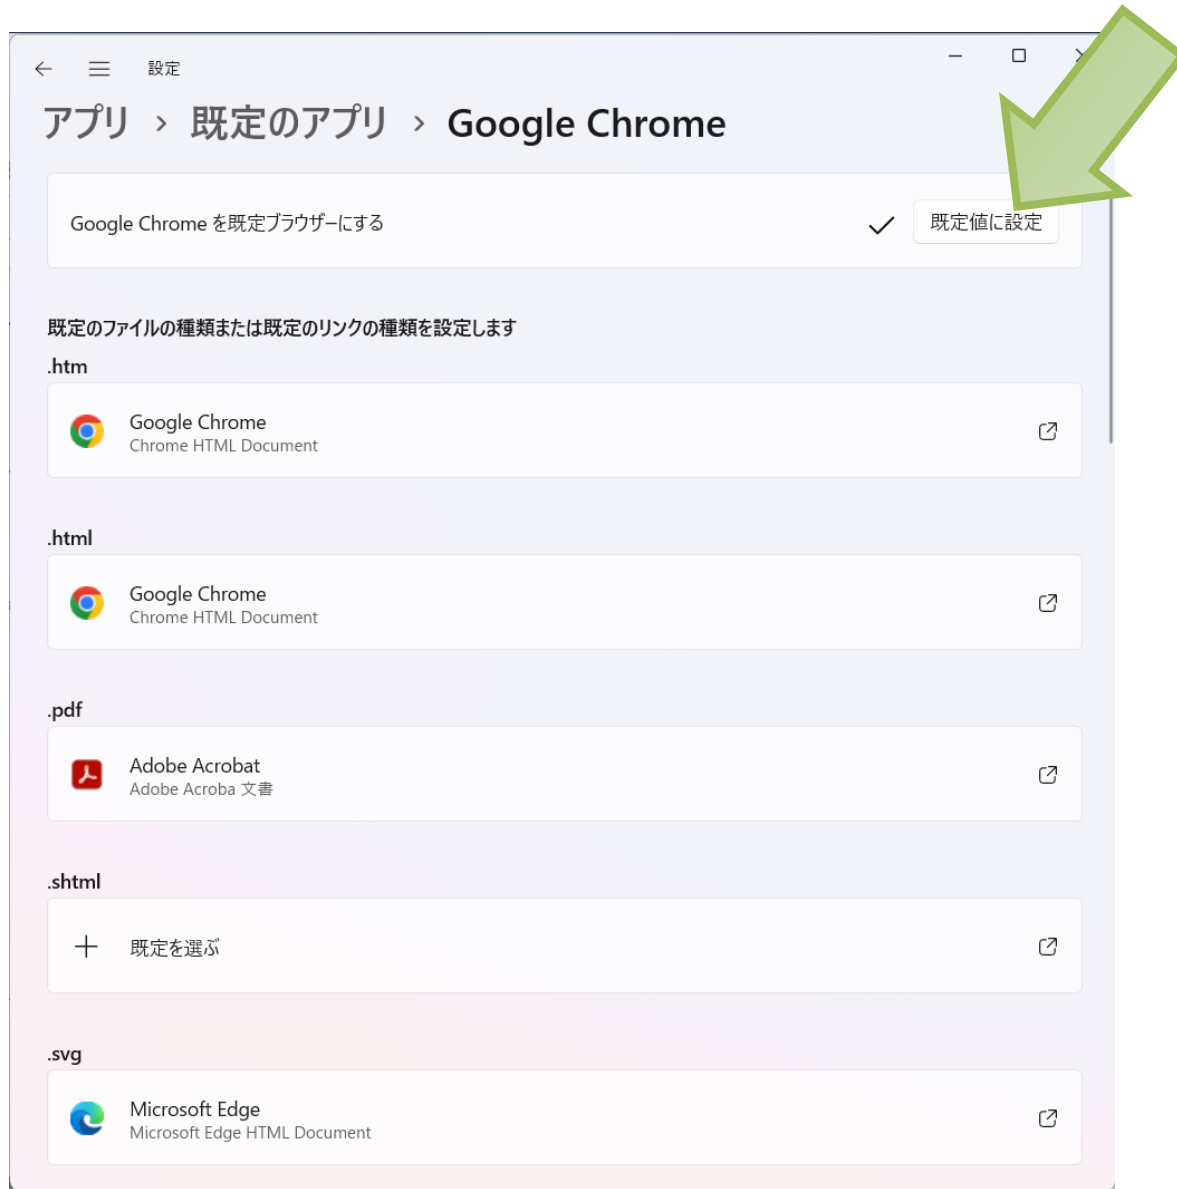 設定
アプリ › 既定のアプリ › Google Chrome
Google Chrome を既定ブラウザーにする
既定値に設定
既定のファイルの種類または既定のリンクの種類を設定します
.htm
Google Chrome
Chrome HTML Document
.html
Google Chrome
Chrome HTML Document
.pdf
Adobe Acrobat
Adobe Acroba 文書
.shtml
既定を選ぶ
.svg
Microsoft Edge
Microsoft Edge HTML Document